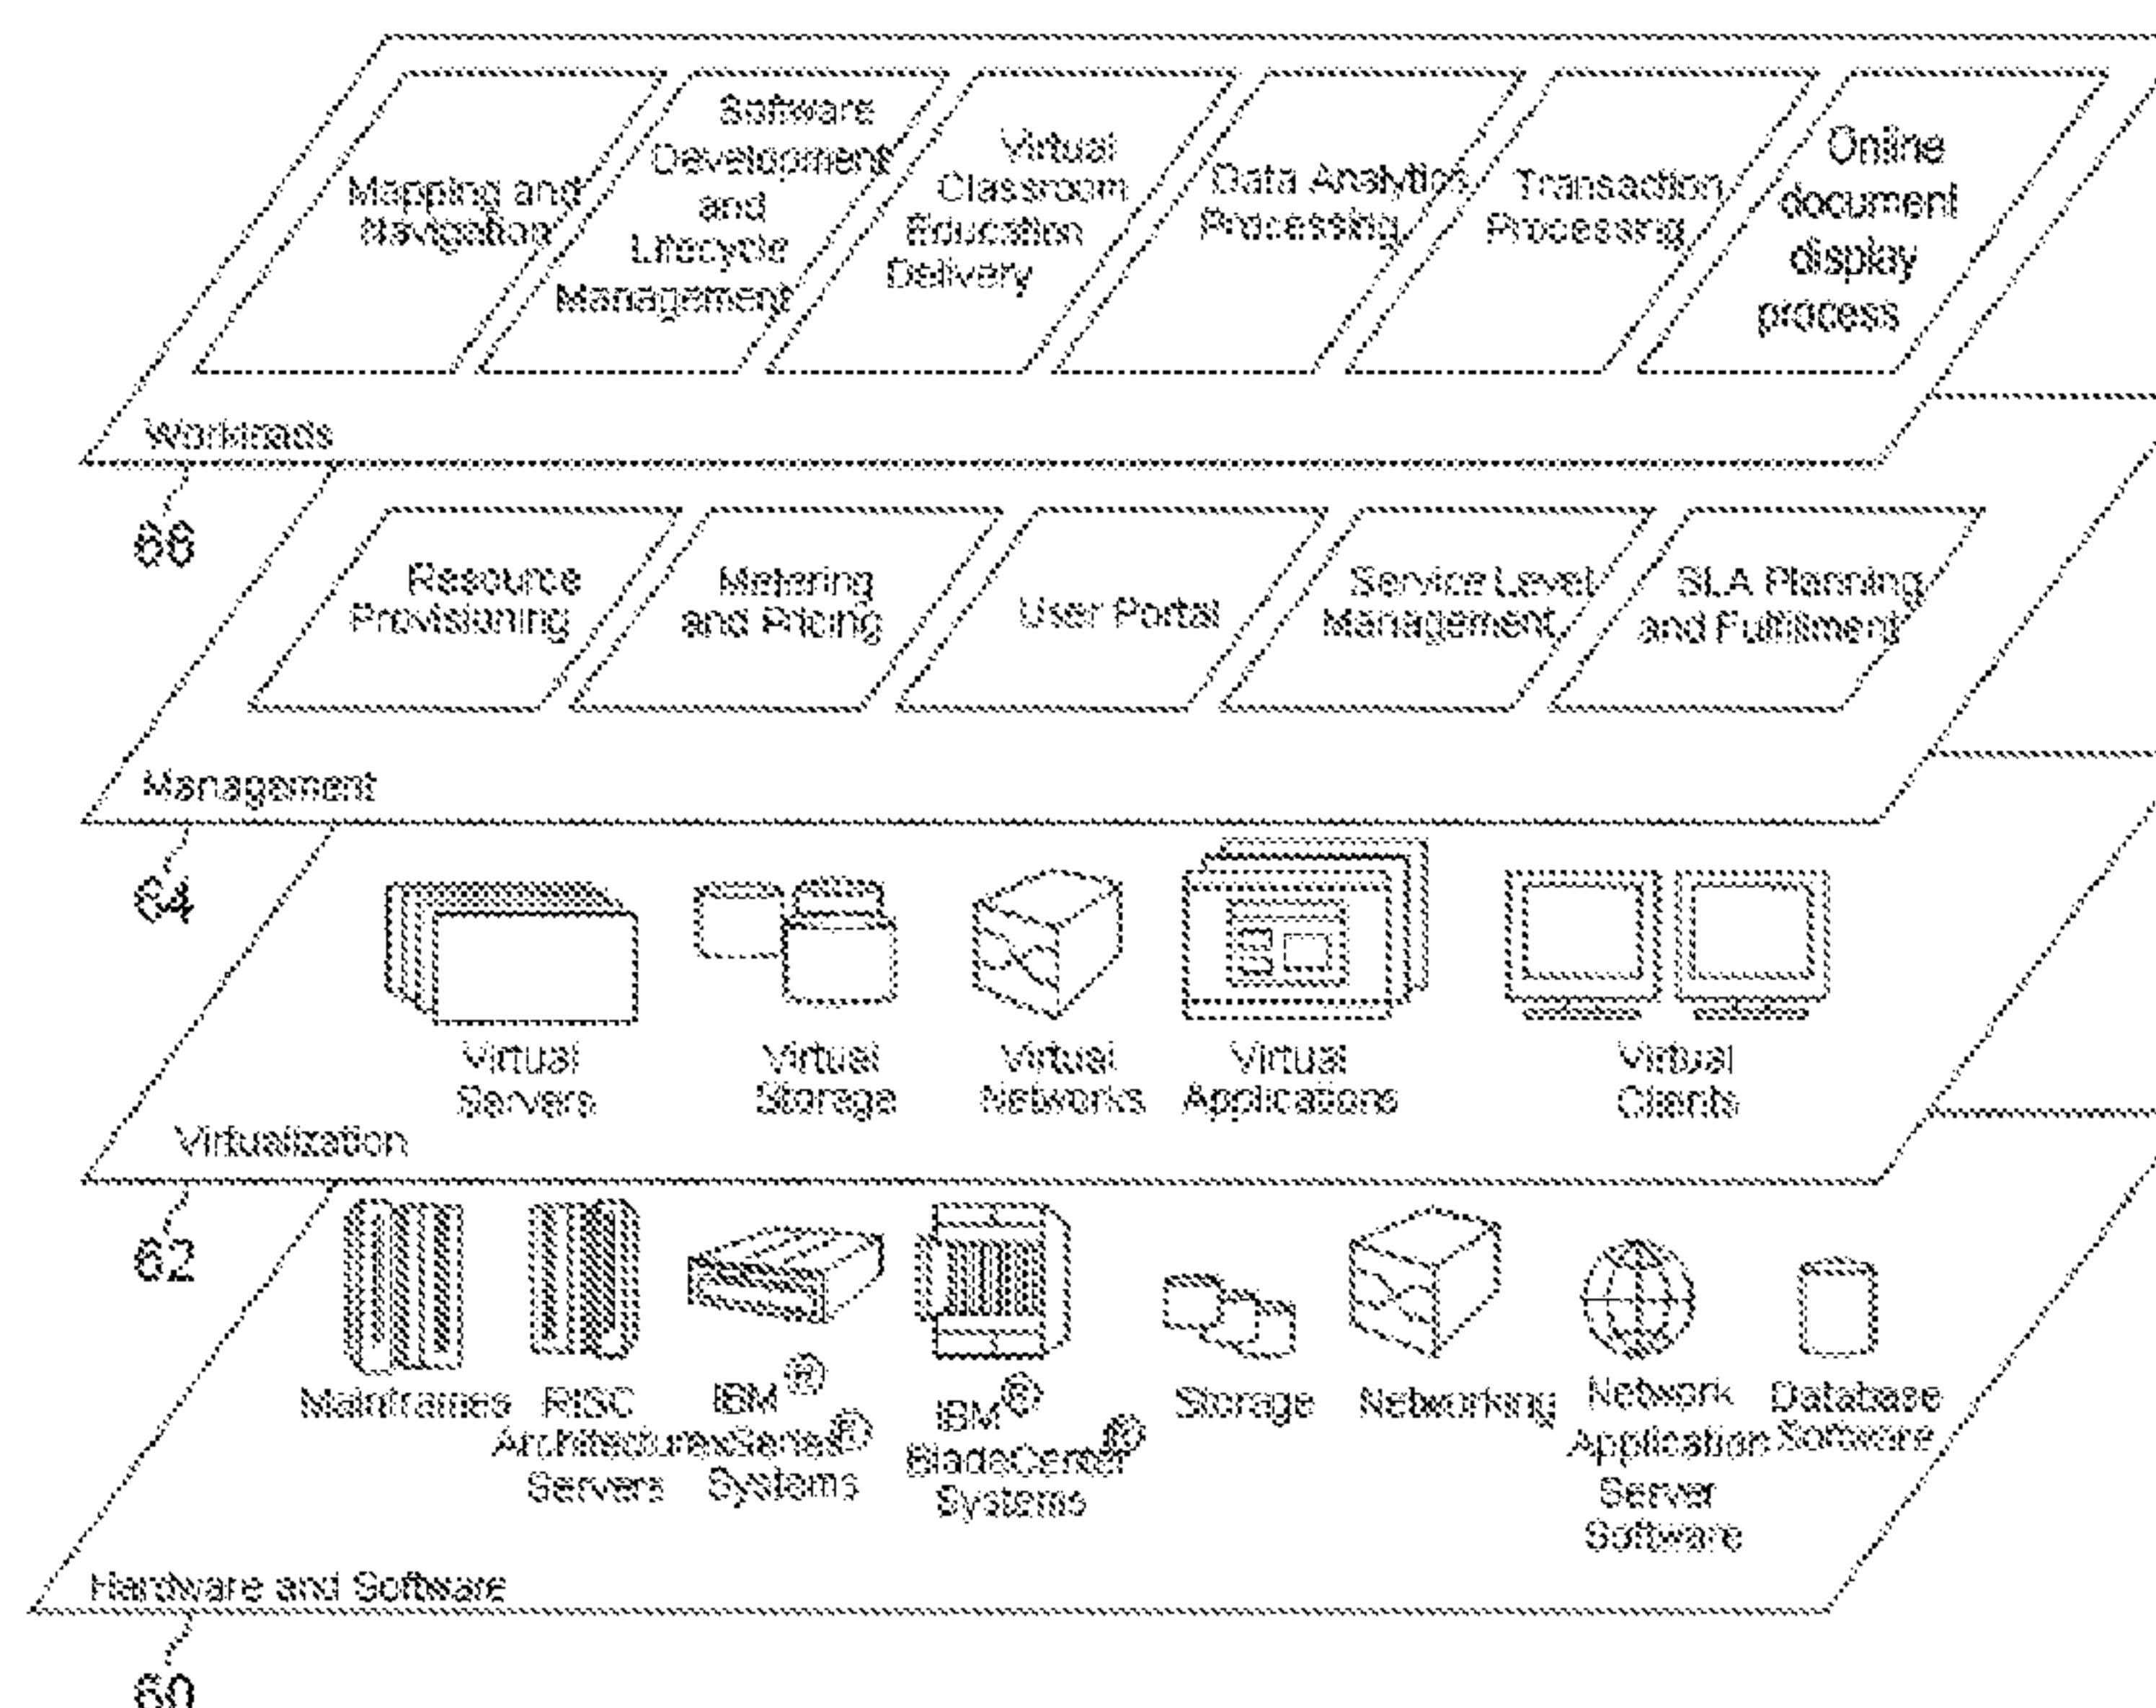 Mapping and
Navigation
Software
Development
and
Lifecycle
Management
Virtual
Classroom
Education
Delivery
Data Analytics
Processing
Transaction
Processing
Online
document
display
process
Workloads
66
Resource
Provisioning
Metering
and Pricing
User Portal
Service Level
Management
SLA Planning
and Fulfillment
Management
64
Virtual
Servers
Virtual
Storage
Virtual
Networks
Virtual
Applications
Virtual
Clients
Virtualization
62
Mainframes
RISC
Architecture
Servers
IBM®
xSeries®
Systems
IBM®
BladeCenter®
Systems
Storage
Networking
Network
Application
Server
Software
Database
Software
Hardware and Software
60